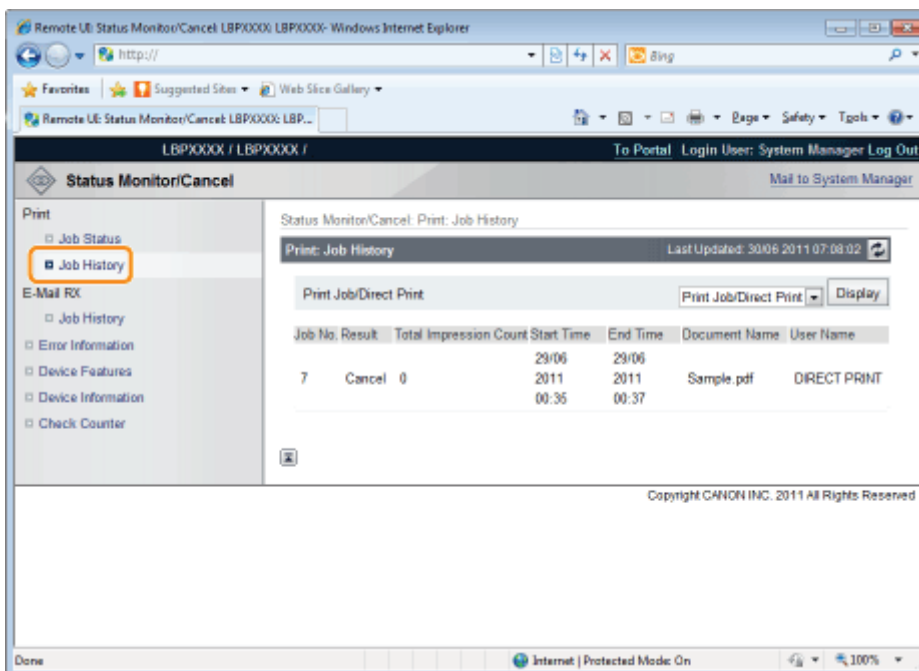 Remote UI: Status Monitor/Cancel: LBPXXXX: LBPXXXX- Windows Internet Explorer
http://
Bing
Favorites Suggested Sites Web Slice Gallery
Remote UI: Status Monitor/Cancel: LBPXXXX: LBP... Page Safety Tools
LBPXXXX / LBPXXXX / To Portal Login User: System Manager Log Out
Status Monitor/Cancel Mail to System Manager
Print
Job Status
Job History
E-Mail RX
Job History
Error Information
Device Features
Device Information
Check Counter
Status Monitor/Cancel: Print: Job History
Print: Job History Last Updated: 30/06 2011 07:08:02
Print Job/Direct Print Print Job/Direct Print Display
Job No. Result Total Impression Count Start Time End Time Document Name User Name
29/06 29/06
7 Cancel 0 2011 2011 Sample.pdf DIRECT PRINT
00:35 00:37
Copyright CANON INC. 2011 All Rights Reserved
Done Internet | Protected Mode: On 100%